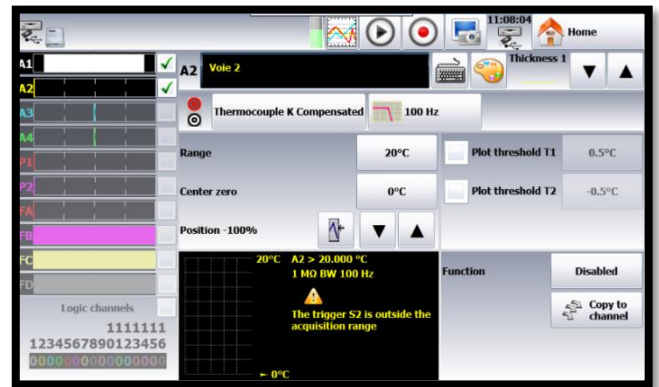 11:08:04
Home
A1
A2
A3
A4
P1
P2
FA
FB
FC
FD
Logic channels
1111111
1234567890123456
0000000000000000
A2 Voie 2
Thickness 1
Thermocouple K Compensated
100 Hz
Range 20°C
Center zero 0°C
Position -100%
Plot threshold T1 0.5°C
Plot threshold T2 -0.5°C
20°C A2 > 20.000 °C
1 MΩ BW 100 Hz
The trigger S2 is outside the
acquisition range
← 0°C
Function Disabled
Copy to
channel